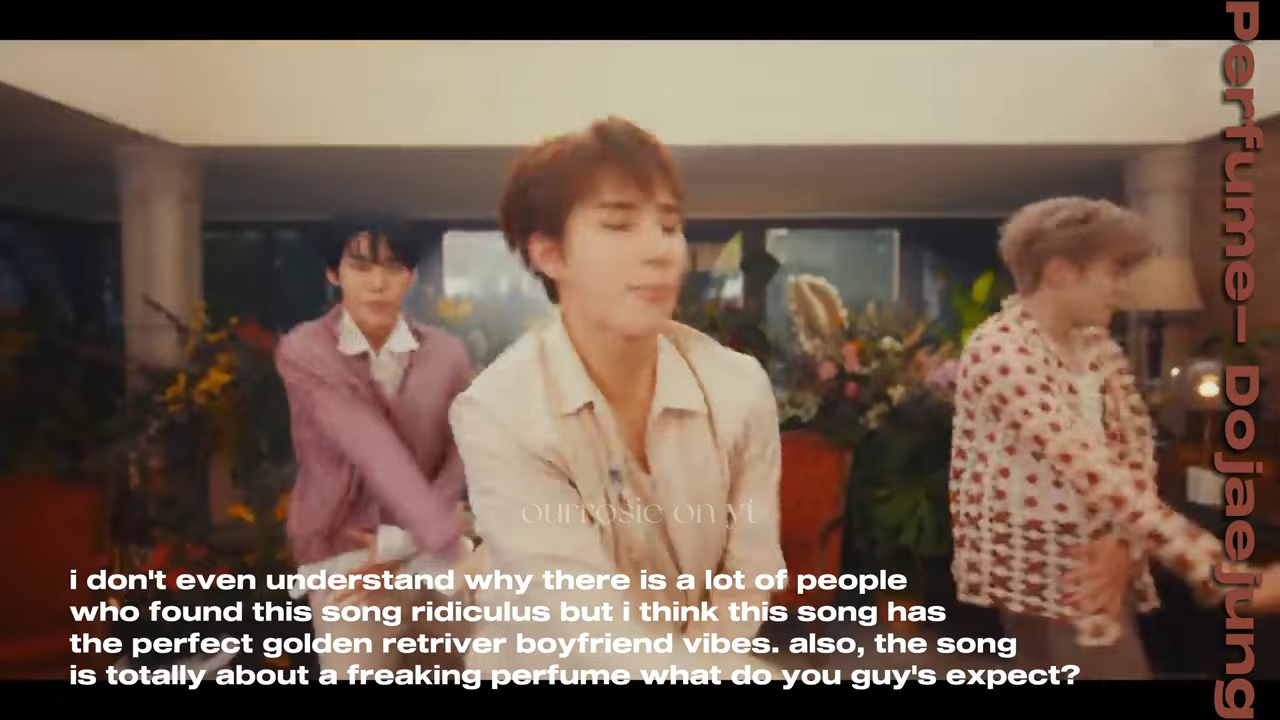 Perfume— Dojaejung
ourrosie on yt
i don't even understand why there is a lot of people
who found this song ridiculus but i think this song has
the perfect golden retriver boyfriend vibes. also, the song
is totally about a freaking perfume what do you guy's expect?